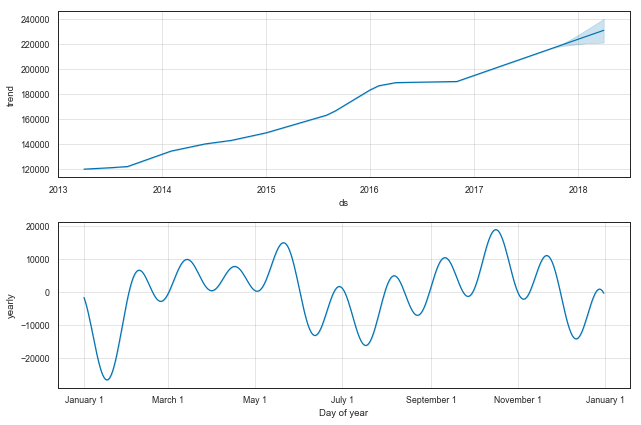 240000
220000
200000
180000
160000
140000
120000
trend
2013 2014 2015 2016 2017 2018
ds
20000
10000
0
−10000
−20000
yearly
January 1 March 1 May 1 July 1 September 1 November 1 January 1
Day of year